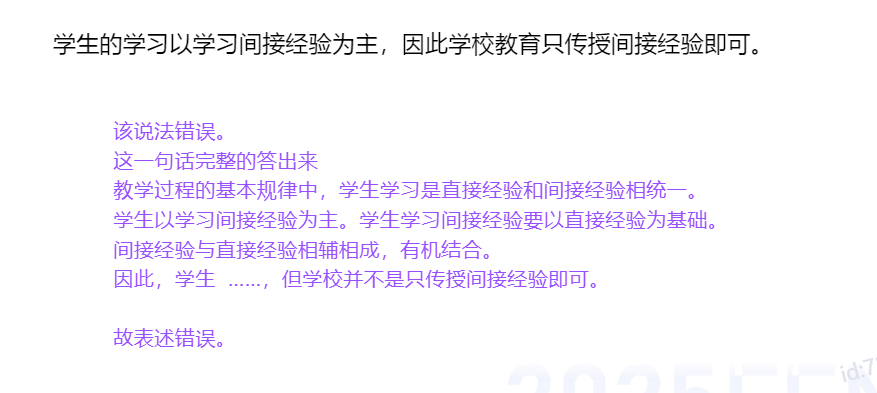 学生的学习以学习间接经验为主，因此学校教育只传授间接经验即可。
该说法错误。
这一句话完整的答出来
教学过程的基本规律中，学生学习是直接经验和间接经验相统一。
学生以学习间接经验为主。学生学习间接经验要以直接经验为基础。
间接经验与直接经验相辅相成，有机结合。
因此，学生 ……，但学校并不是只传授间接经验即可。
故表述错误。
id:7